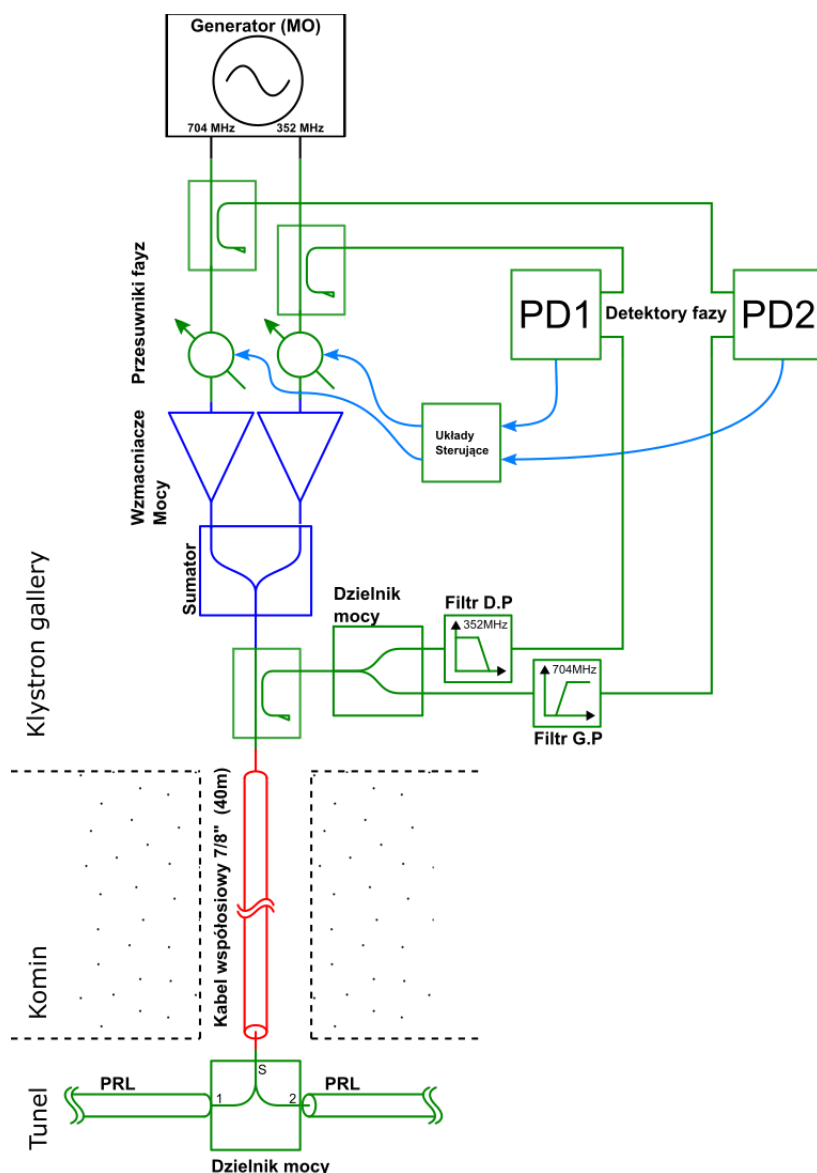 Generator (MO)
704 MHz
352 MHz
Przesuwniki fayz
PD1
Detektory fazy
PD2
Układy
Sterujące
Wzmacniacze
Mocy
Sumator
Dzielnik
mocy
Filtr D.P
352MHz
704MHz
Filtr G.P
Klystron gallery
Kabel współosiowy 7/8" (40m)
Komin
S
PRL
PRL
1
2
Tunel
Dzielnik mocy